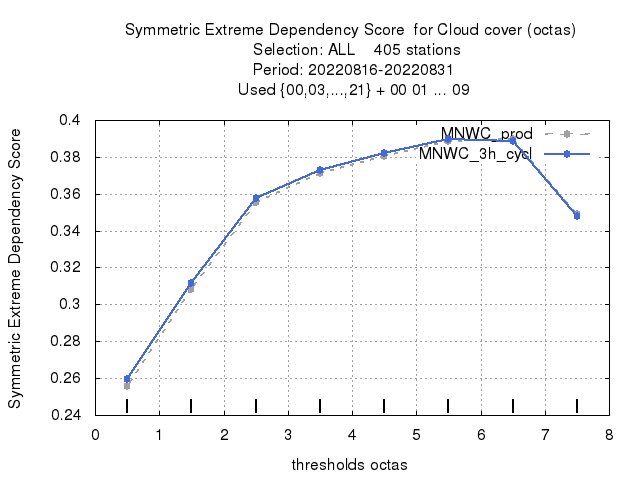 Symmetric Extreme Dependency Score  for Cloud cover (octas)
Selection: ALL    405 stations
Period: 20220816-20220831
Used {00,03,...,21} + 00 01 ... 09
Symmetric Extreme Dependency Score
0.4
0.38
0.36
0.34
0.32
0.3
0.28
0.26
0.24
MNWC_prod
MNWC_3h_cycl
0 1 2 3 4 5 6 7 8
thresholds octas